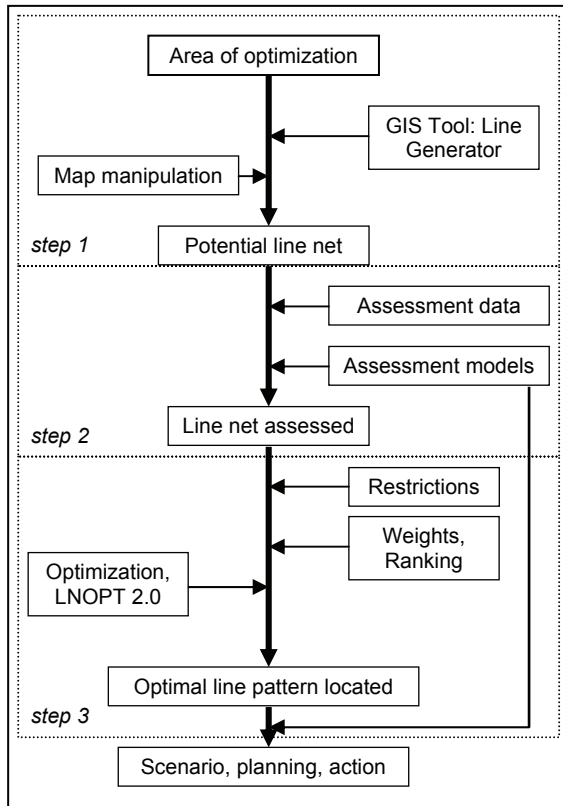 Area of optimization
GIS Tool: Line
Generator
Map manipulation
step 1
Potential line net
Assessment data
Assessment models
Line net assessed
step 2
Restrictions
Weights,
Ranking
Optimization,
LNOPT 2.0
Optimal line pattern located
step 3
Scenario, planning, action